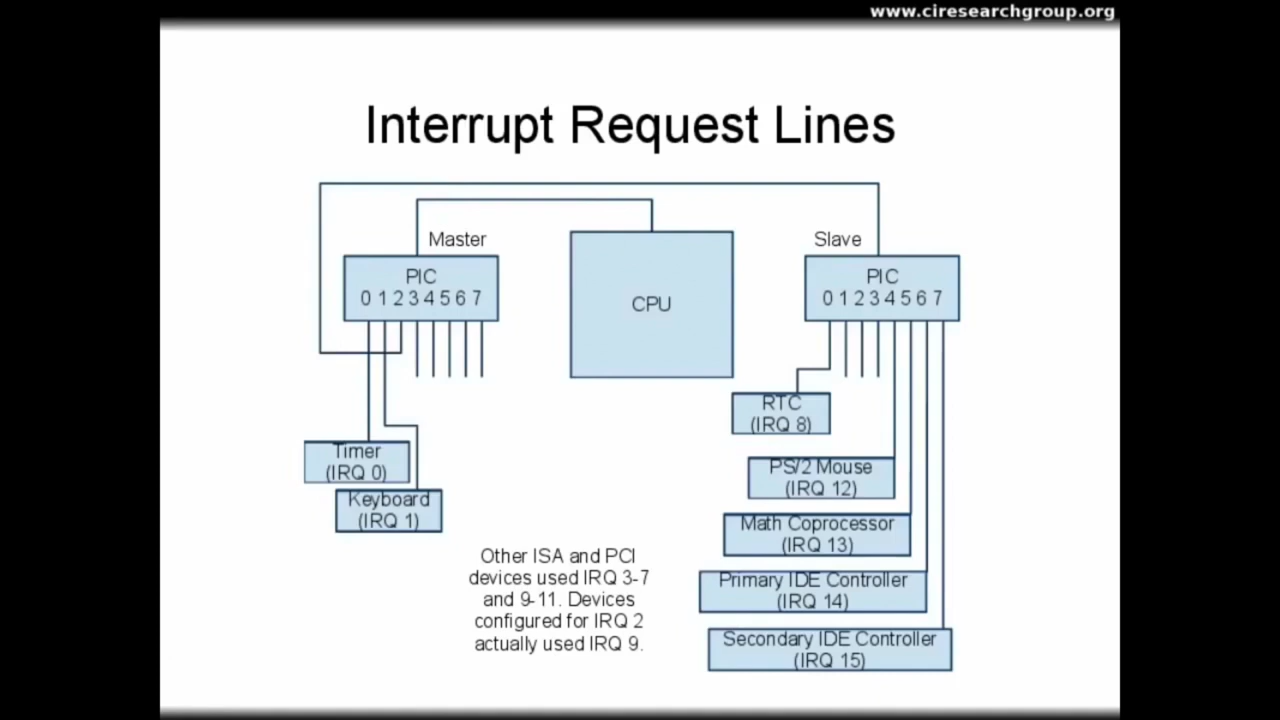 www.ciresearchgroup.org
Interrupt Request Lines
Master
PIC
0 1 2 3 4 5 6 7
CPU
Slave
PIC
0 1 2 3 4 5 6 7
Timer
(IRQ 0)
Keyboard
(IRQ 1)
RTC
(IRQ 8)
PS/2 Mouse
(IRQ 12)
Math Coprocessor
(IRQ 13)
Primary IDE Controller
(IRQ 14)
Secondary IDE Controller
(IRQ 15)
Other ISA and PCI
devices used IRQ 3-7
and 9-11. Devices
configured for IRQ 2
actually used IRQ 9.